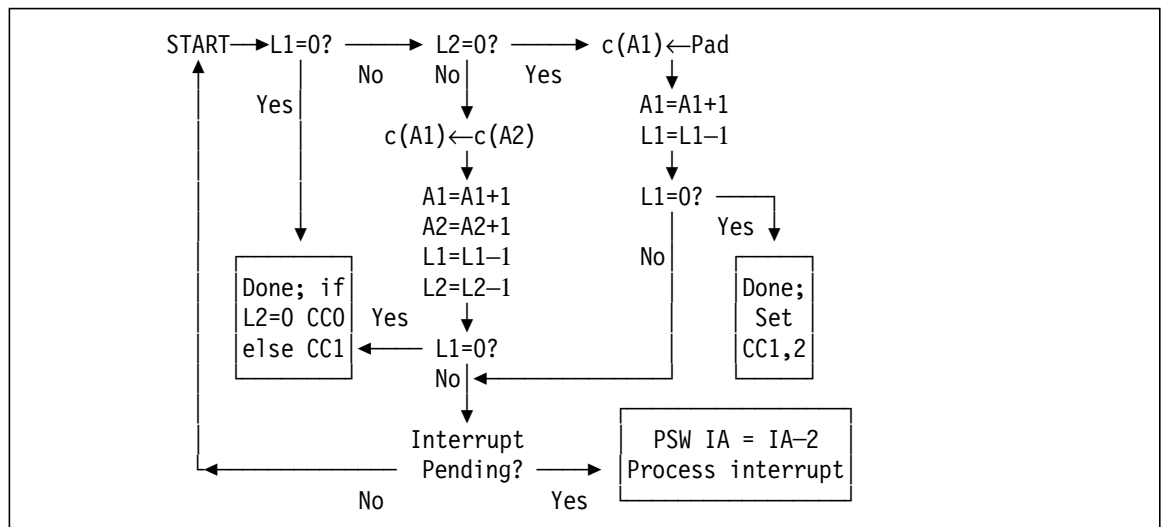 START→L1=0? → L2=0? → c(A1)←Pad
No No Yes
Yes A1=A1+1
c(A1)←c(A2) L1=L1−1
A1=A1+1 L1=0?
A2=A2+1 Yes
L1=L1−1 No
Done; if L2=L2−1 Done;
L2=0 CC0 Yes Set
else CC1 ← L1=0? CC1,2
No
Interrupt PSW IA = IA−2
Pending? → Process interrupt
No Yes